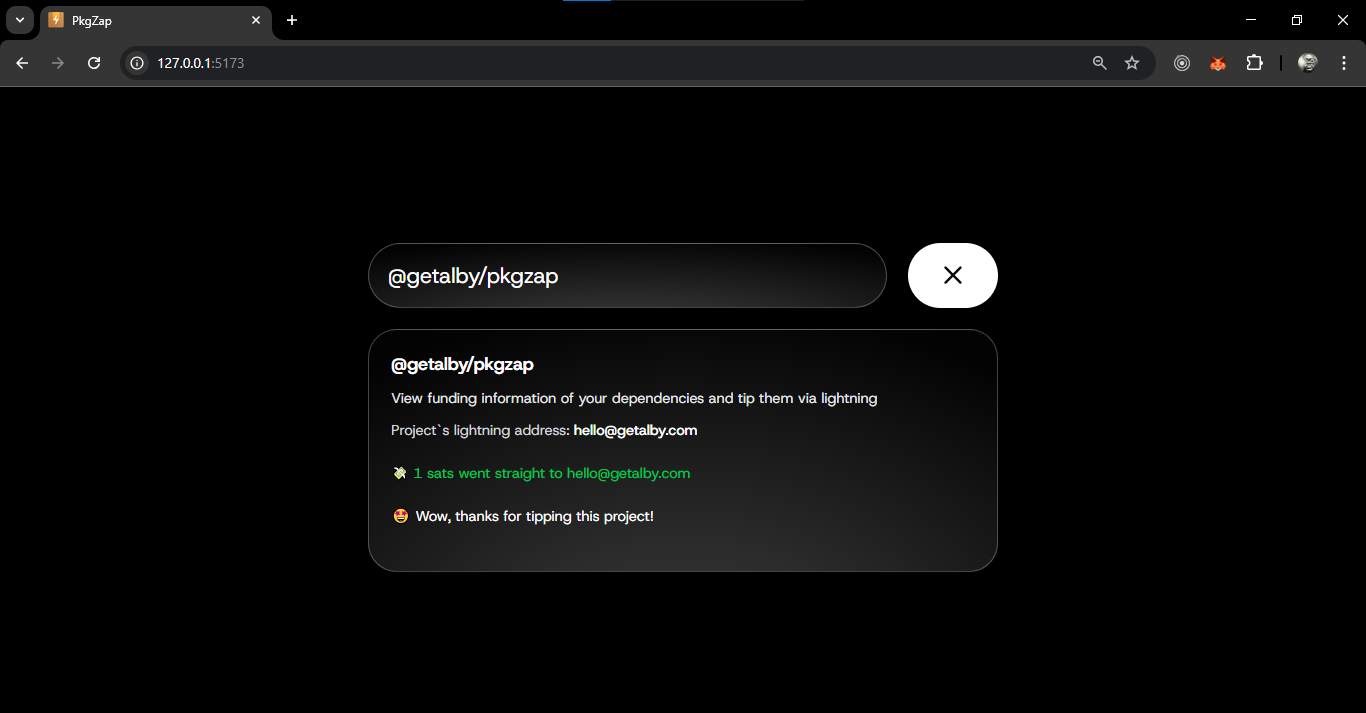 PkgZap
127.0.0.1:5173
@getalby/pkgzap
@getalby/pkgzap
View funding information of your dependencies and tip them via lightning
Project`s lightning address: hello@getalby.com
💸 1 sats went straight to hello@getalby.com
🤩 Wow, thanks for tipping this project!